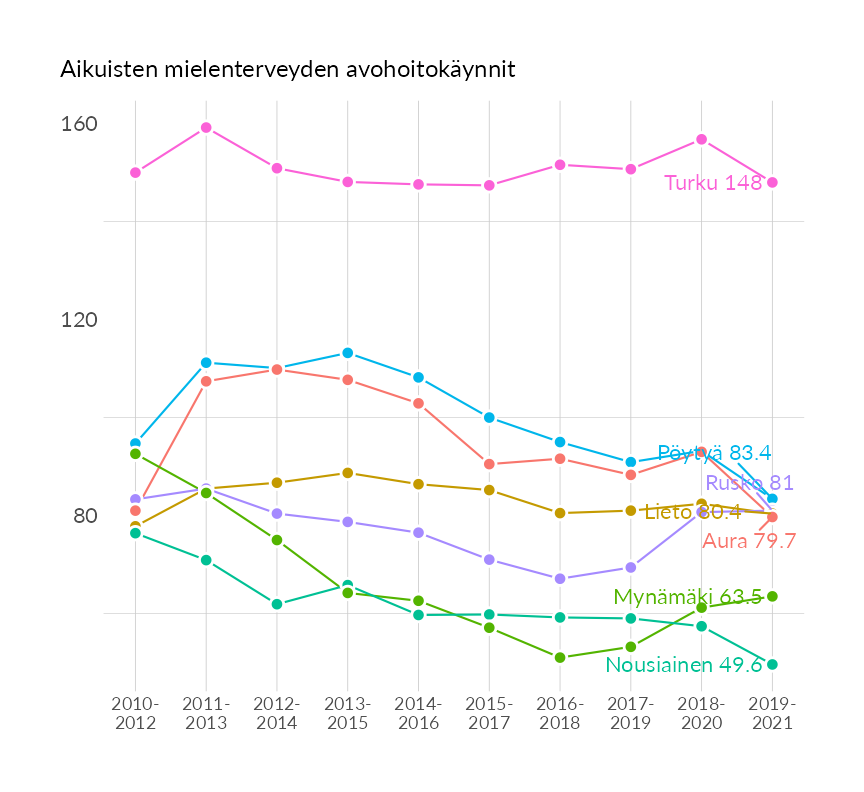 Aikuisten mielenterveyden avohoitokäynnit
160
120
80
Turku 148
Pöytyä 83.4
Rusko 81
Lieto 80.4
Aura 79.7
Mynämäki 63.5
Nousiainen 49.6
2010- 2011- 2012- 2013- 2014- 2015- 2016- 2017- 2018- 2019-
2012 2013 2014 2015 2016 2017 2018 2019 2020 2021